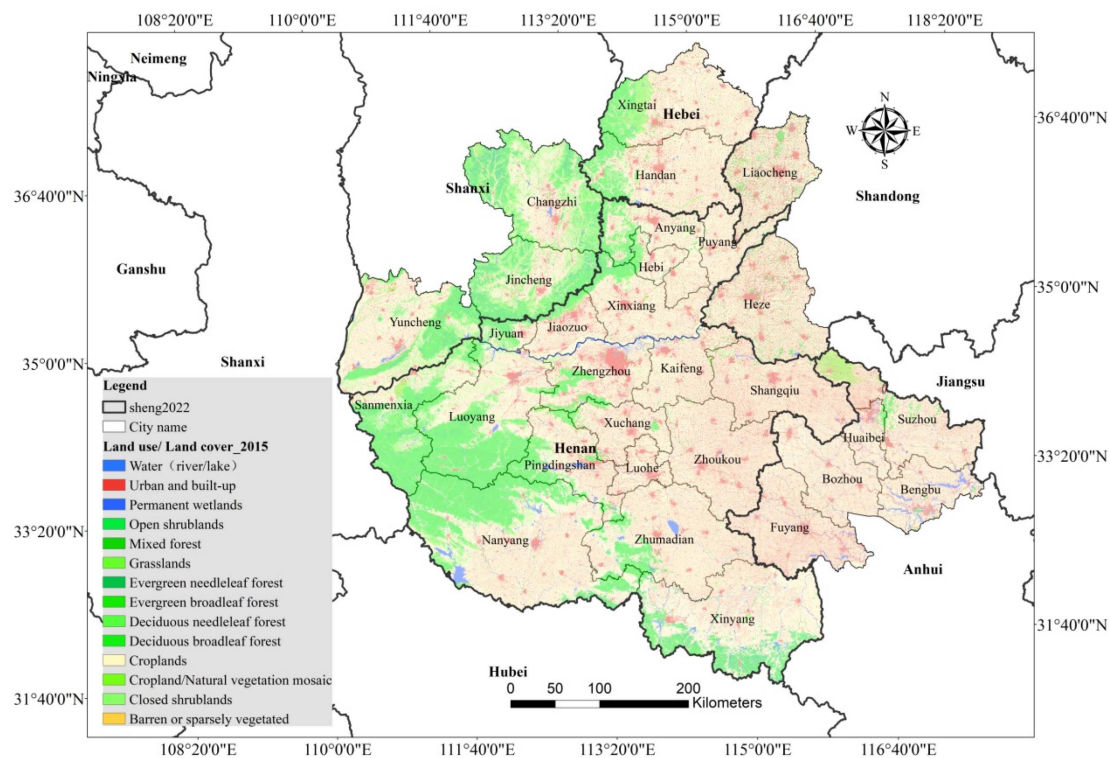 108°20'0"E 110°0'0"E 111°40'0"E 113°20'0"E 115°0'0"E 116°40'0"E 118°20'0"E
Neimeng
Ningxia
N
W E
S
Xingtai
Hebei
36°40'0"N
Handan
Liaocheng
36°40'0"N
Shanxi
Shandong
Changzhi
Anyang
Puyang
Ganshu
Hebi
Jincheng
35°0'0"N
Heze
Xinxiang
Yuncheng
Jiyuan
Jiaozuo
35°0'0"N
Shanxi
Zhengzhou
Kaifeng
Shangqiu
Jiangsu
Sanmenxia
Luoyang
Xuchang
Suzhou
Huaibei
Henan
33°20'0"N
Pingdingshan
Luohe
Zhoukou
Bozhou
Bengbu
33°20'0"N
Nanyang
Zhumadian
Fuyang
Anhui
Xinyang
31°40'0"N
Hubei
31°40'0"N
0 50 100 200
Kilometers
Legend
sheng2022
City name
Land use/ Land cover_2015
Water（river/lake）
Urban and built-up
Permanent wetlands
Open shrublands
Mixed forest
Grasslands
Evergreen needleleaf forest
Evergreen broadleaf forest
Deciduous needleleaf forest
Deciduous broadleaf forest
Croplands
Cropland/Natural vegetation mosaic
Closed shrublands
Barren or sparsely vegetated
108°20'0"E 110°0'0"E 111°40'0"E 113°20'0"E 115°0'0"E 116°40'0"E